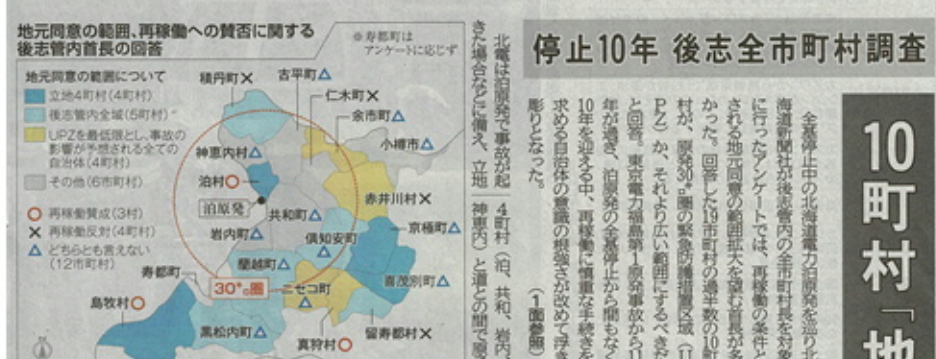 停止10年 後志全市町村調査
10町村「地
全基停止中の北海道電力泊原発を巡り北
海道新聞社が後志管内の全市町村長を対象
に行ったアンケートでは、再稼働の条件と
される地元同意の範囲拡大を望む首長が多
かった。回答した19市町村の過半数の10町
村が、原発30㌔圏の緊急防護措置区域（U
PZ）か、それより広い範囲にするべきだ
と回答。東京電力福島第1原発事故から11
年が過ぎ、泊原発の全基停止から間もなく
10年を迎える中、再稼働に慎重な手続きを
求める自治体の意識の根強さが改めて浮き
彫りとなった。
（1面参照）
北電は泊原発で事故が起
きた場合などに備え、立地
4町村（泊、共和、岩内、
神恵内）と道との間で原
地元同意の範囲、再稼働への賛否に関する
後志管内首長の回答
※寿都町は
アンケートに応じず
地元同意の範囲について
立地4町村(4町村)
後志管内全域(5町村)
UPZを最低限とし、事故の
影響が予想される全ての
自治体(4町村)
その他(6市町村)
○ 再稼働賛成(3村)
× 再稼働反対(4町村)
△ どちらとも言えない
(12市町村)
積丹町×
古平町△
仁木町×
余市町△
小樽市△
神恵内村△
泊村○
泊原発
共和町△
岩内町△
赤井川村×
京極町△
倶知安町△
蘭越町△
30㌔圏
ニセコ町△
喜茂別町△
寿都町
島牧村○
黒松内町△
真狩村○
留寿都村×